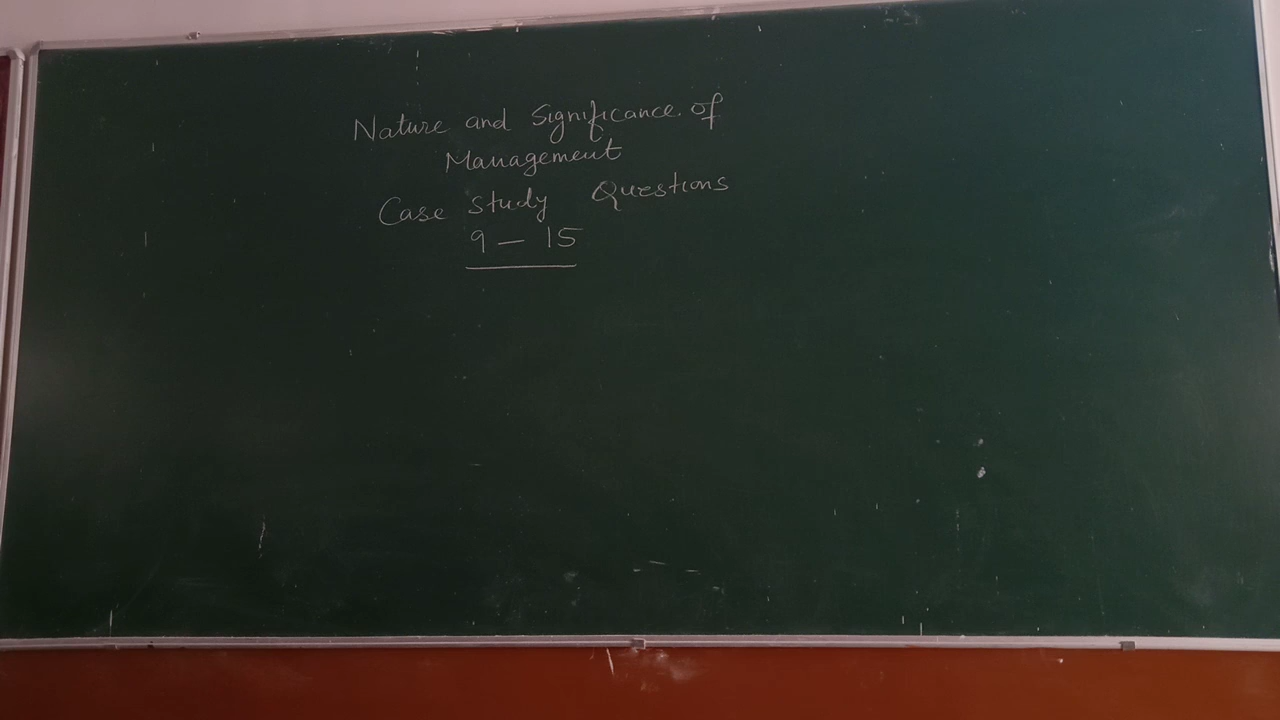 Nature and Significance of
Management
Case Study Questions
9 – 15